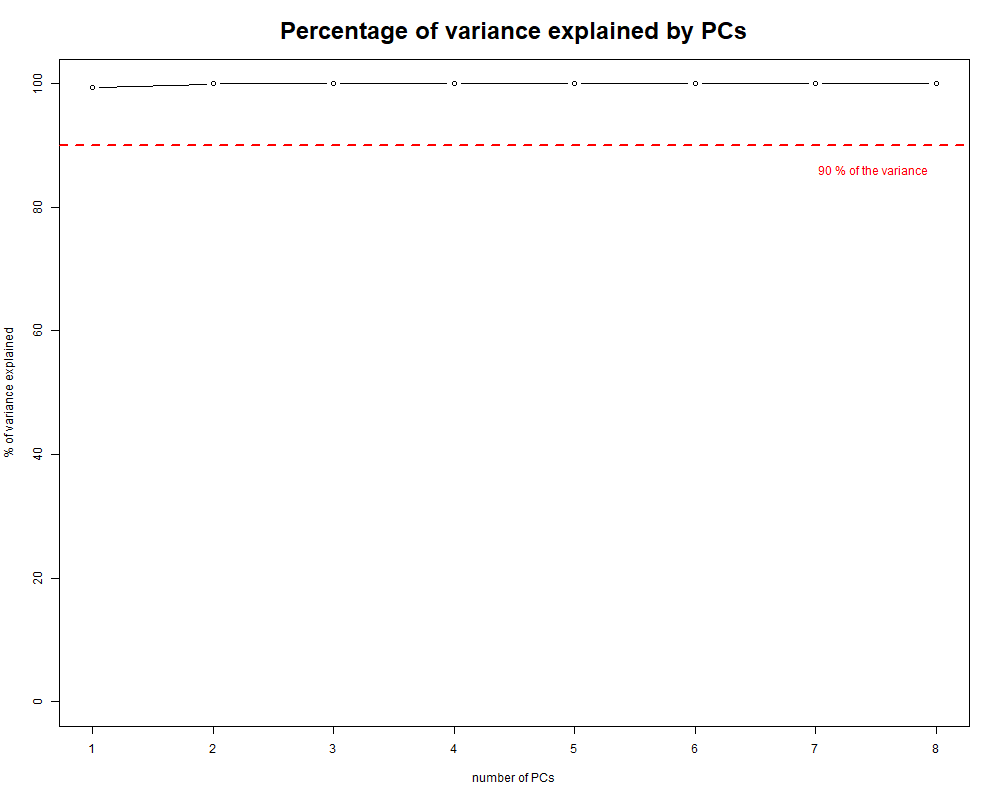 Percentage of variance explained by PCs
100
80
60
40
20
0
% of variance explained
90 % of the variance
1 2 3 4 5 6 7 8
number of PCs